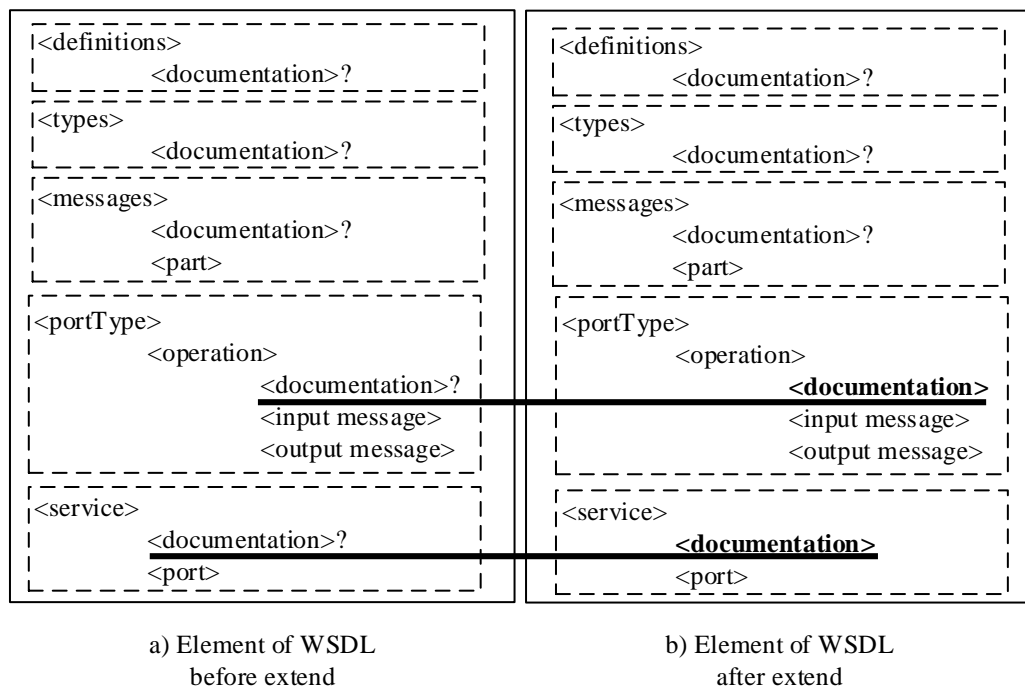 <definitions>
<documentation>?
<types>
<documentation>?
<messages>
<documentation>?
<part>
<portType>
<operation>
<documentation>?
<input message>
<output message>
<service>
<documentation>?
<port>
a) Element of WSDL
before extend
<definitions>
<documentation>?
<types>
<documentation>?
<messages>
<documentation>?
<part>
<portType>
<operation>
<documentation>
<input message>
<output message>
<service>
<documentation>
<port>
b) Element of WSDL
after extend